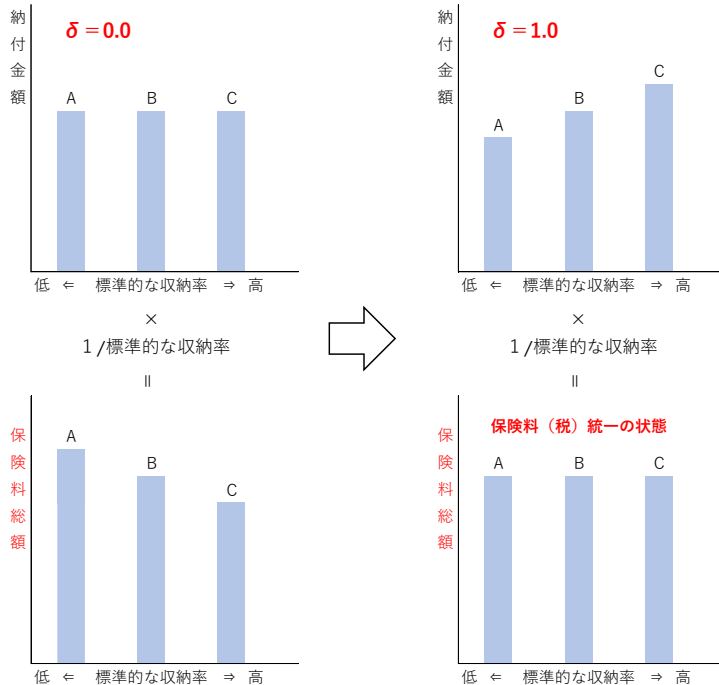 δ＝0.0
納付金額
A B C
低 ⇐ 標準的な収納率 ⇒ 高
×
1/標準的な収納率
＝
保険料総額
A
B
C
低 ⇐ 標準的な収納率 ⇒ 高
δ＝1.0
納付金額
A
B
C
低 ⇐ 標準的な収納率 ⇒ 高
×
1/標準的な収納率
＝
保険料（税）統一の状態
保険料総額
A B C
低 ⇐ 標準的な収納率 ⇒ 高